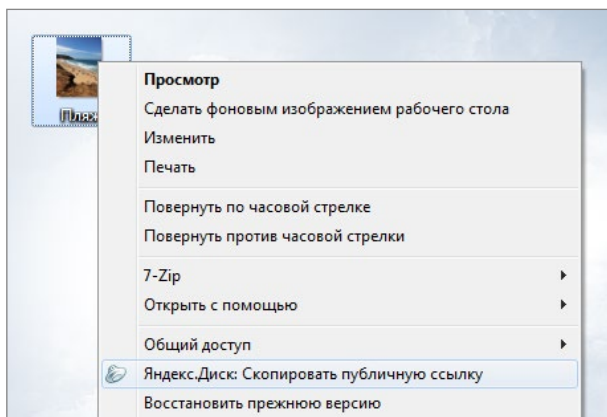 Пляж
Просмотр
Сделать фоновым изображением рабочего стола
Изменить
Печать
Повернуть по часовой стрелке
Повернуть против часовой стрелки
7-Zip
Открыть с помощью
Общий доступ
Яндекс.Диск: Скопировать публичную ссылку
Восстановить прежнюю версию